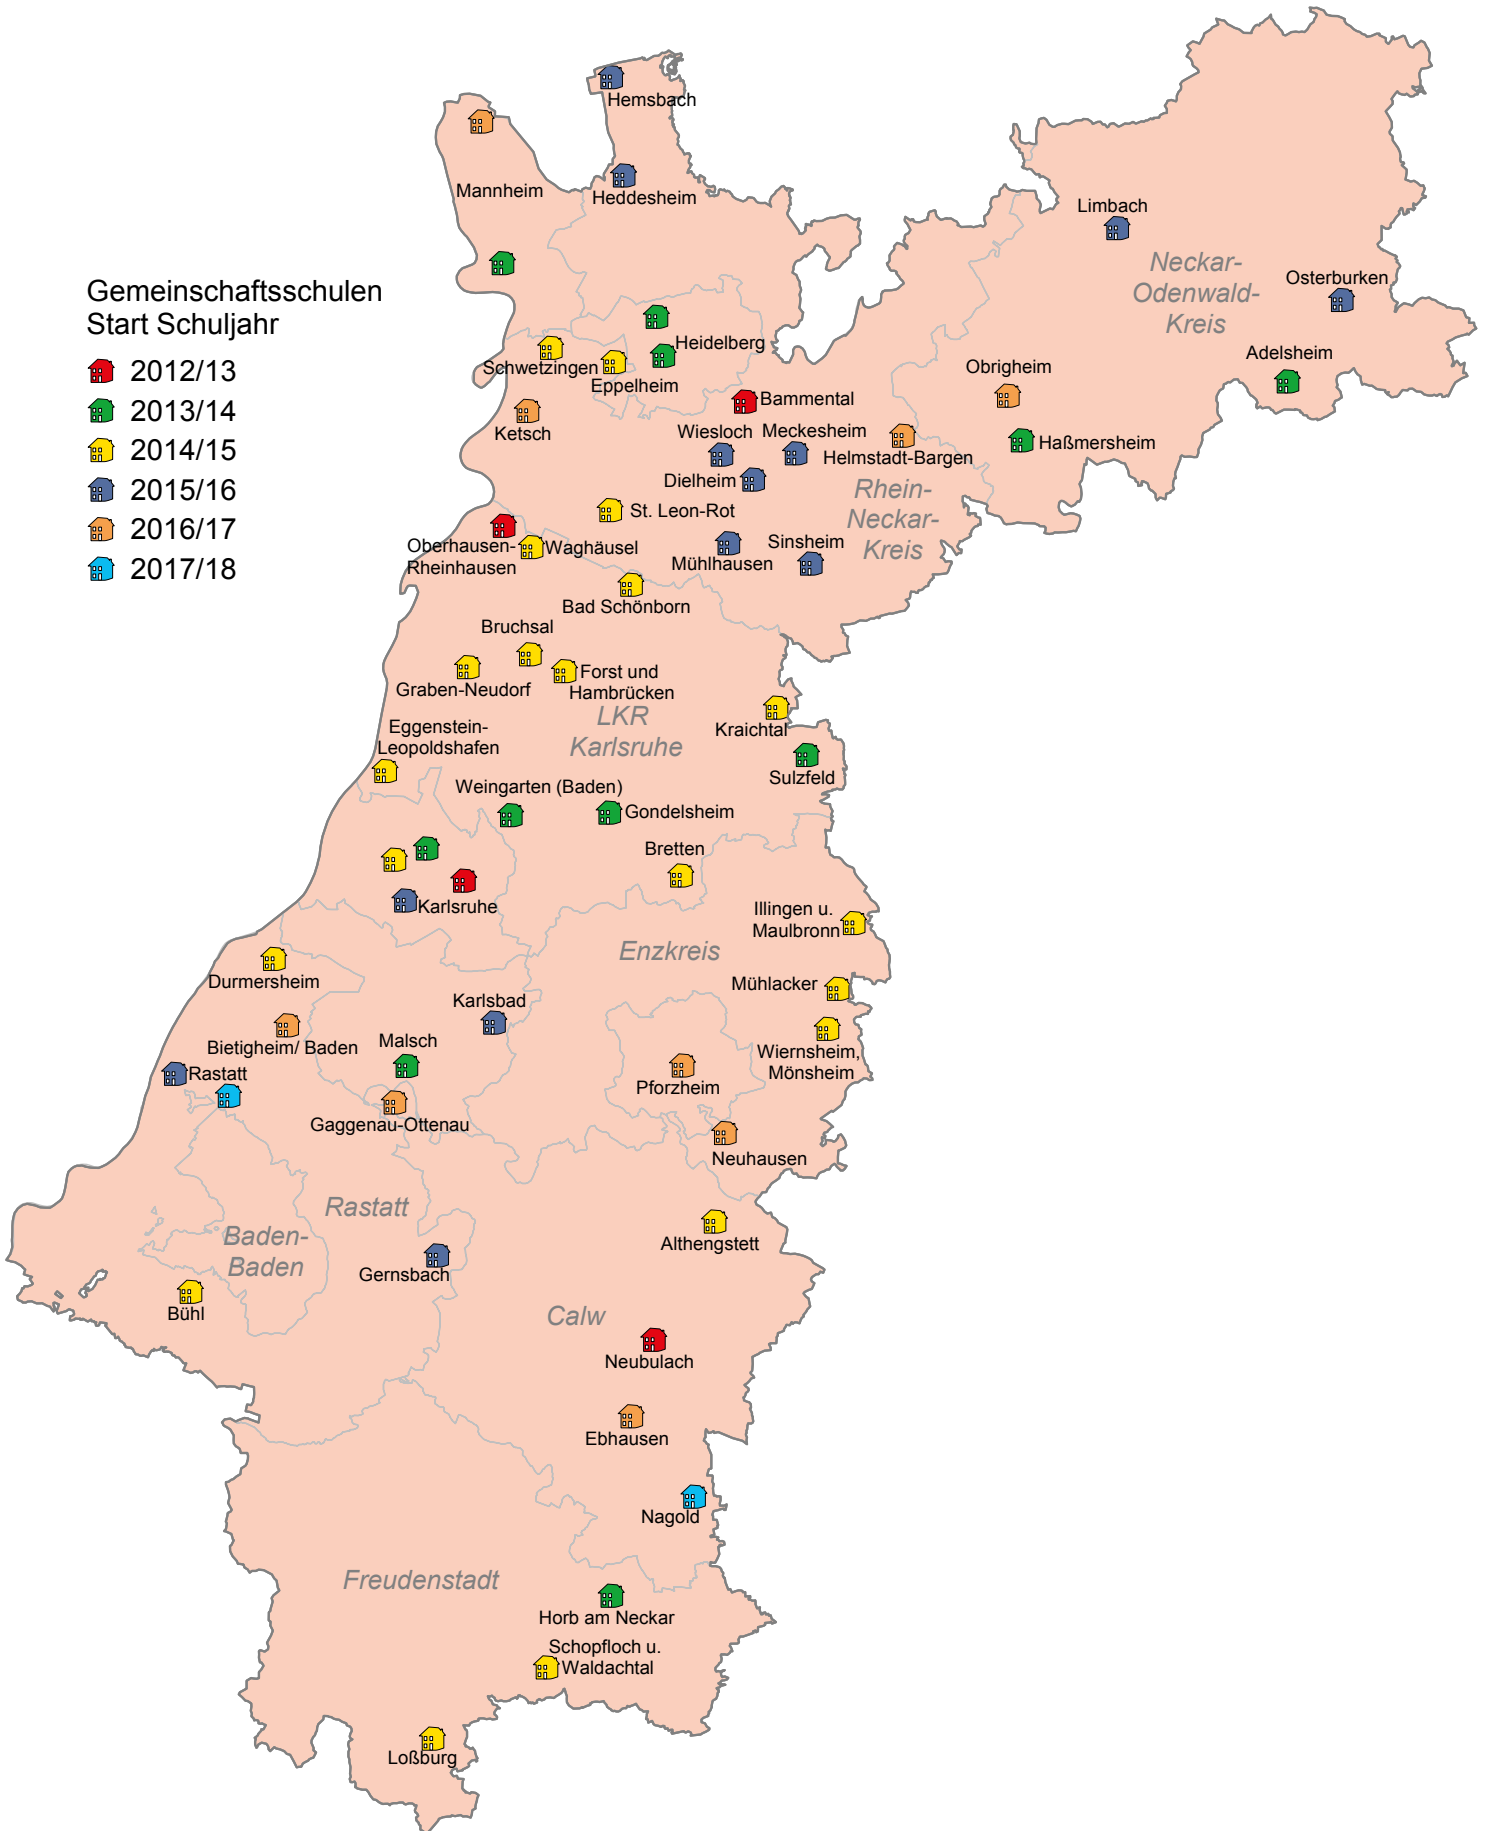 Hemsbach
Mannheim
Heddesheim
Limbach
Neckar-
Odenwald-
Kreis
Osterburken
Gemeinschaftsschulen
Start Schuljahr
2012/13
2013/14
2014/15
2015/16
2016/17
2017/18
Heidelberg
Schwetzingen
Eppelheim
Adelsheim
Obrigheim
Bammental
Ketsch
Wiesloch
Meckesheim
Haßmersheim
Helmstadt-Bargen
Dielheim
Rhein-
Neckar-
Kreis
St. Leon-Rot
Oberhausen-
Rheinhausen
Waghäusel
Mühlhausen
Sinsheim
Bad Schönborn
Bruchsal
Graben-Neudorf
Forst und
Hambrücken
LKR
Karlsruhe
Kraichtal
Eggenstein-
Leopoldshafen
Sulzfeld
Weingarten (Baden)
Gondelsheim
Bretten
Karlsruhe
Illingen u.
Maulbronn
Enzkreis
Durmersheim
Mühlacker
Karlsbad
Bietigheim/ Baden
Malsch
Wiernsheim,
Mönsheim
Rastatt
Pforzheim
Gaggenau-Ottenau
Neuhausen
Rastatt
Baden-
Baden
Althengstett
Gernsbach
Bühl
Calw
Neubulach
Ebhausen
Nagold
Freudenstadt
Horb am Neckar
Schopfloch u.
Waldachtal
Loßburg